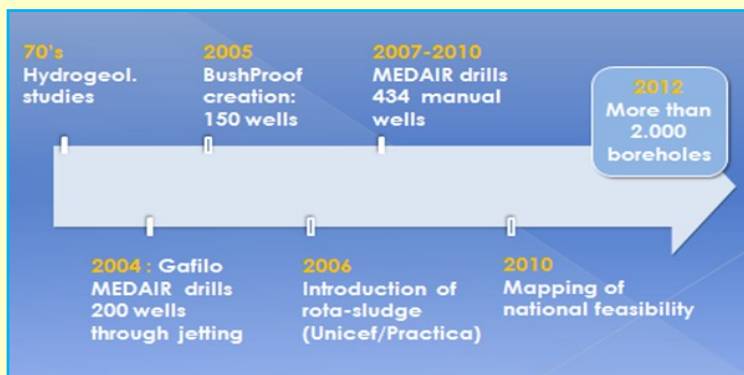 70's
Hydrogeol.
studies
2005
BushProof
creation:
150 wells
2007-2010
MEDAIR drills
434 manual
wells
2012
More than
2.000
boreholes
2004 : Gafilo
MEDAIR drills
200 wells
through jetting
2006
Introduction of
rota-sludge
(Unicef/Practica)
2010
Mapping of
national feasibility